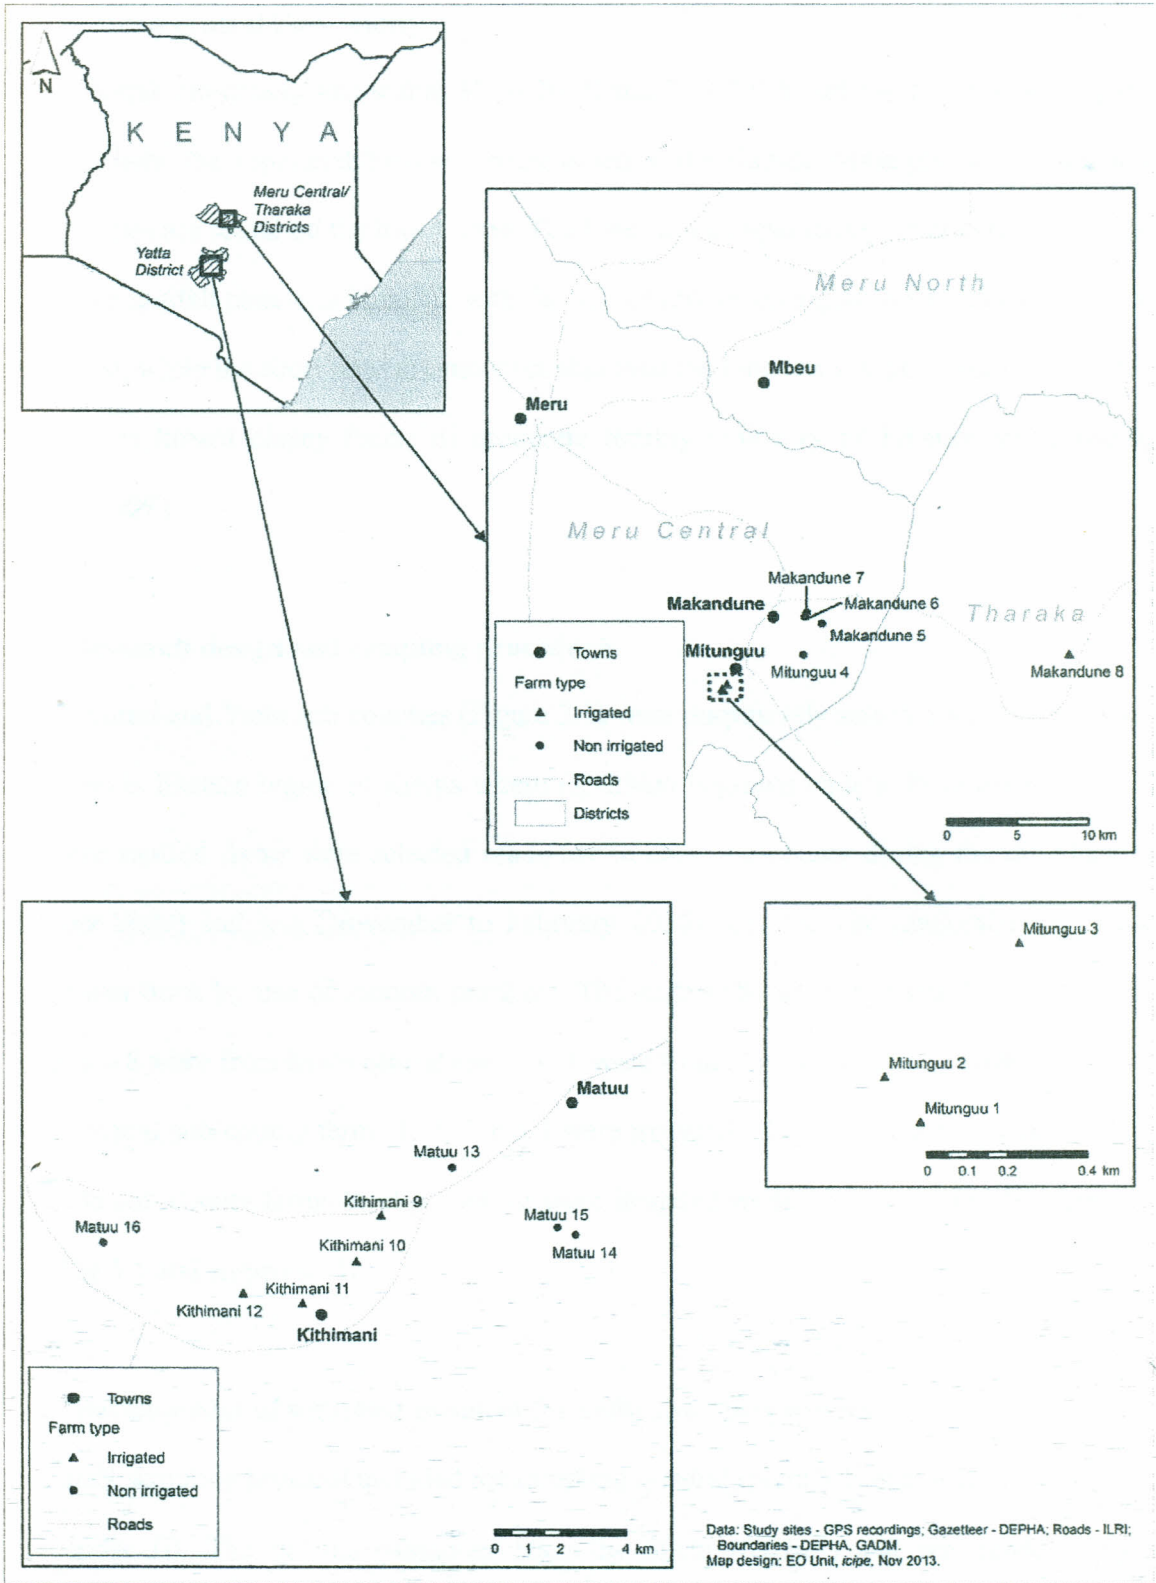 N
K E N Y A
Meru Central/
Tharaka
Districts
Yatta
District
Meru North
Mbeu
Meru
Meru Central
Makandune 7
Makandune
Makandune 6
Tharaka
Makandune 5
Mitunguu
Mitunguu 4
Makandune 8
Towns
Farm type
Irrigated
Non irrigated
Roads
Districts
0 5 10 km
Mitunguu 3
Mitunguu 2
Mitunguu 1
0 0.1 0.2 0.4 km
Matuu
Matuu 13
Kithimani 9
Matuu 16
Matuu 15
Kithimani 10
Matuu 14
Kithimani 11
Kithimani 12
Kithimani
Towns
Farm type
Irrigated
Non irrigated
Roads
0 1 2 4 km
Data: Study sites - GPS recordings; Gazetteer - DEPHA; Roads - ILRI;
Boundaries - DEPHA, GADM.
Map design: EO Unit, icipe, Nov 2013.